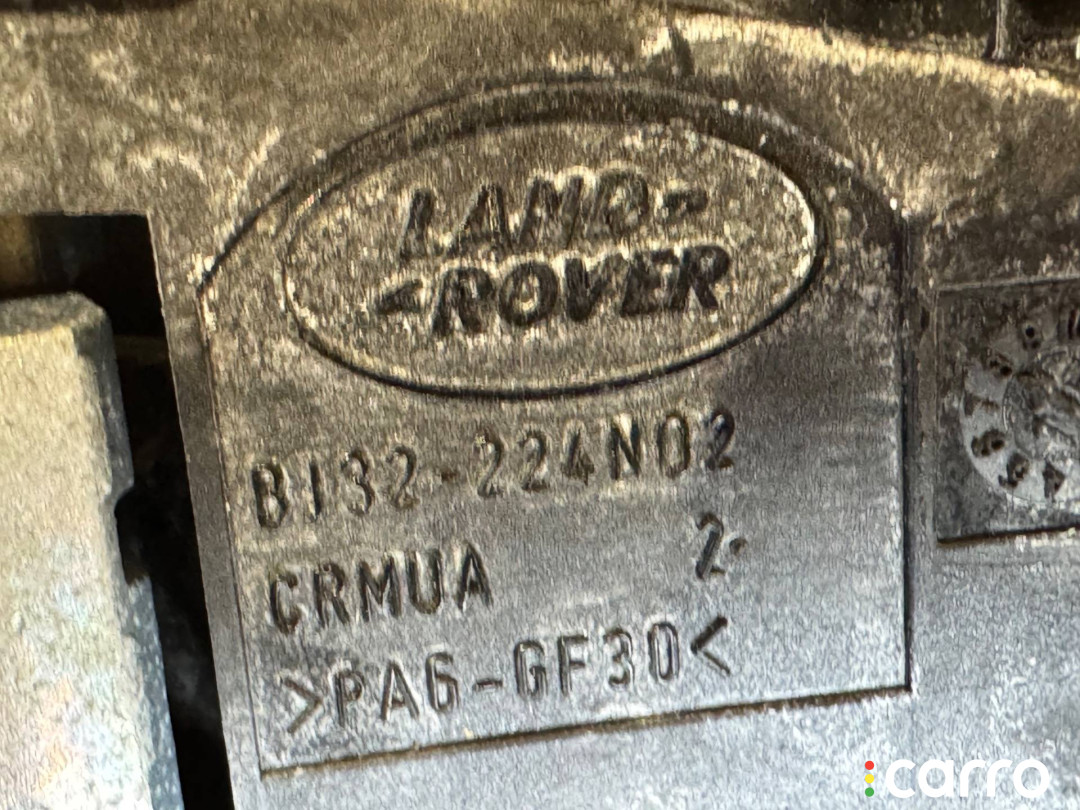 LAND-
ROVER
BJ32-224N02
CRMUA 2
>PA6-GF30<
carro